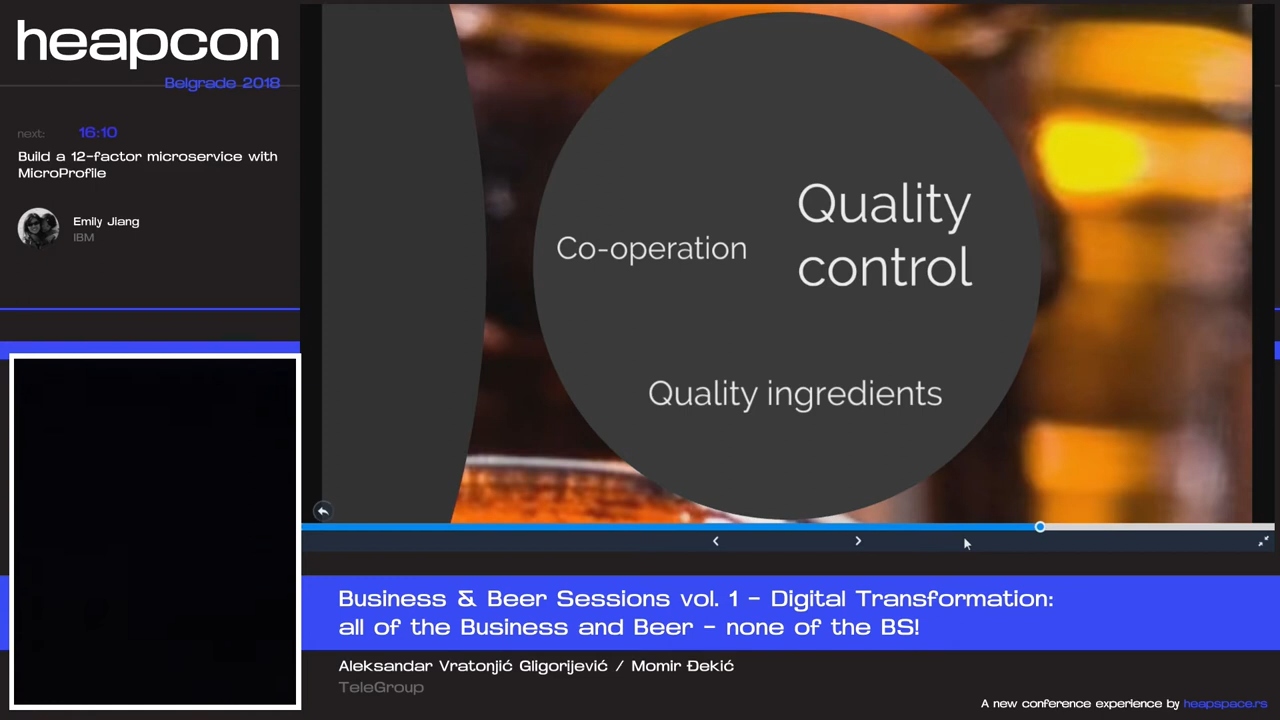 heapcon
Belgrade 2018
next: 16:10
Build a 12-factor microservice with
MicroProfile
Emily Jiang
IBM
Quality
control
Co-operation
Quality ingredients
Business & Beer Sessions vol. 1 - Digital Transformation:
all of the Business and Beer - none of the BS!
Aleksandar Vratonjić Gligorijević / Momir Đekić
TeleGroup
A new conference experience by heapspace.rs